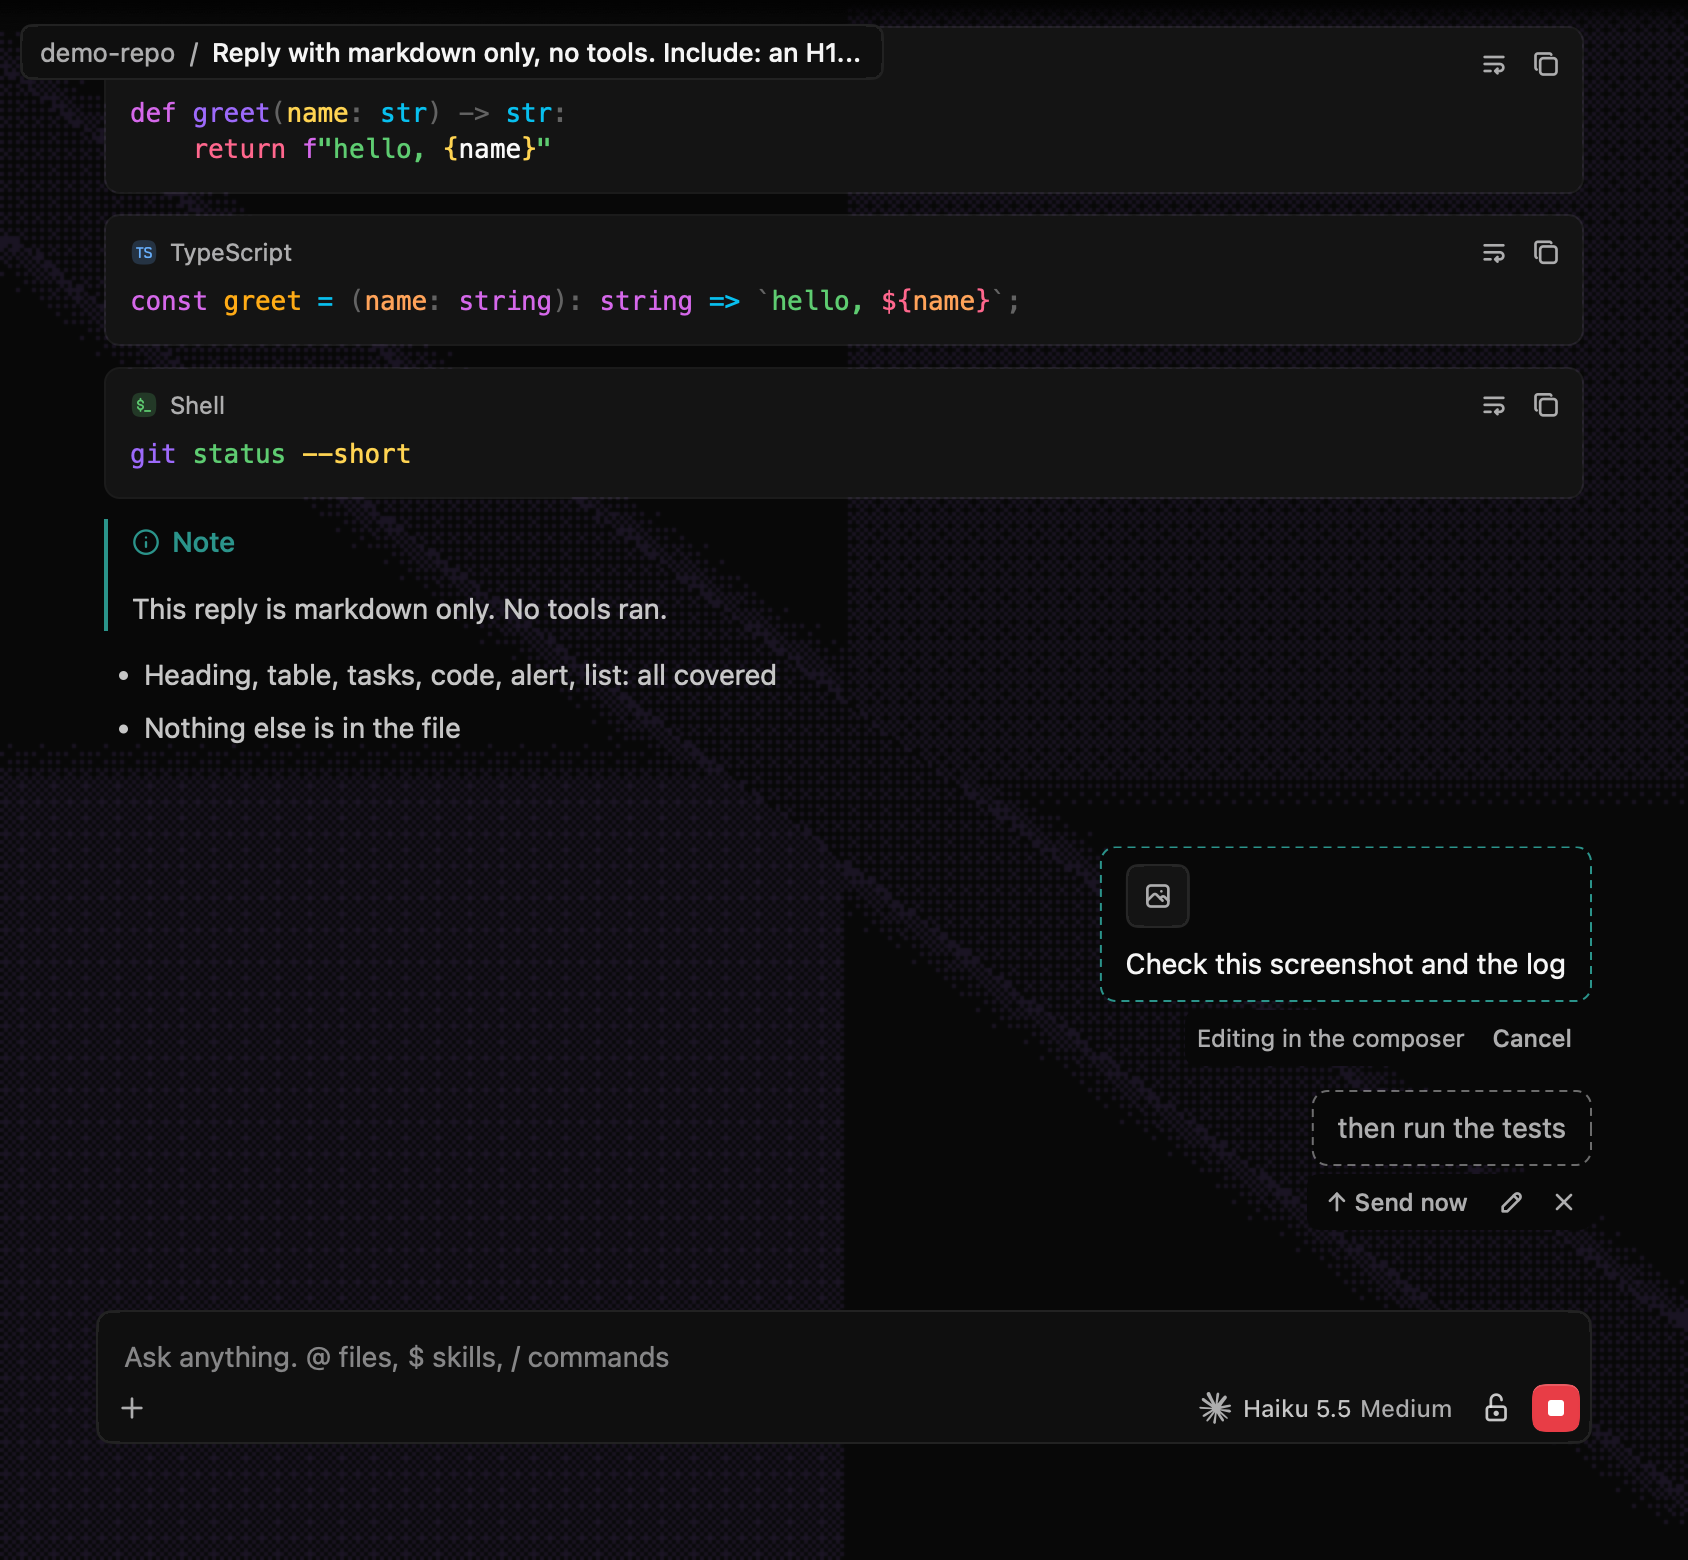 demo-repo / Reply with markdown only, no tools. Include: an H1...
def greet(name: str) -> str:
    return f"hello, {name}"
TS TypeScript
const greet = (name: string): string => `hello, ${name}`;
$_ Shell
git status --short
Note
This reply is markdown only. No tools ran.
• Heading, table, tasks, code, alert, list: all covered
• Nothing else is in the file
Check this screenshot and the log
Editing in the composer Cancel
then run the tests
↑ Send now
Ask anything. @ files, $ skills, / commands
Haiku 5.5 Medium